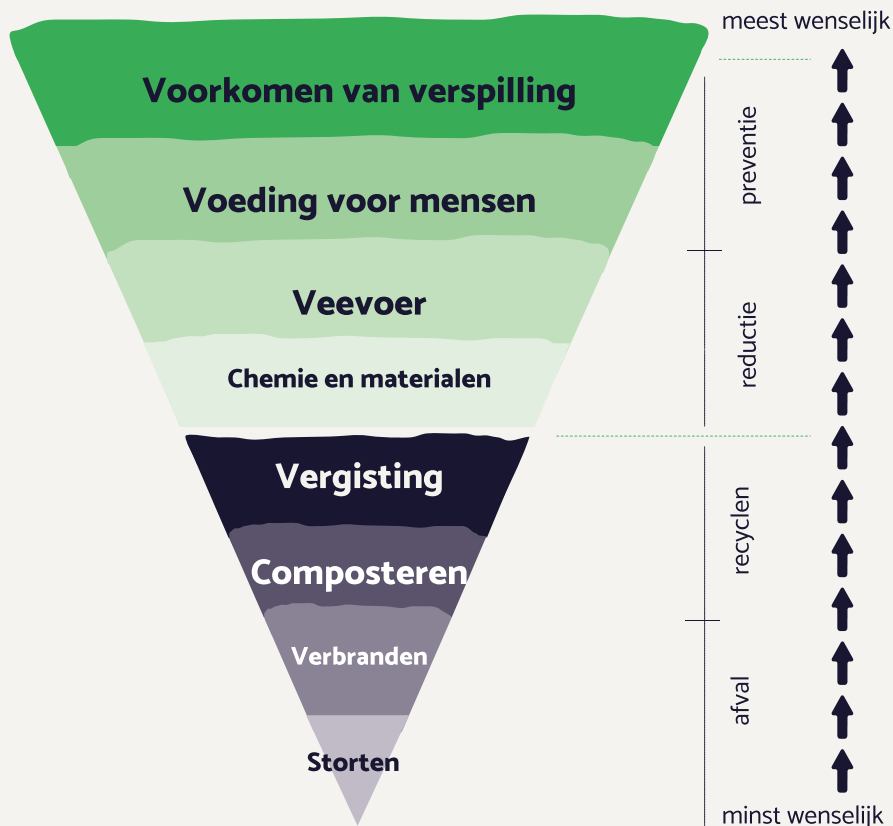 meest wenselijk
Voorkomen van verspilling
Voeding voor mensen
preventie
Veevoer
Chemie en materialen
reductie
Vergisting
Composteren
recyclen
Verbranden
Storten
afval
minst wenselijk